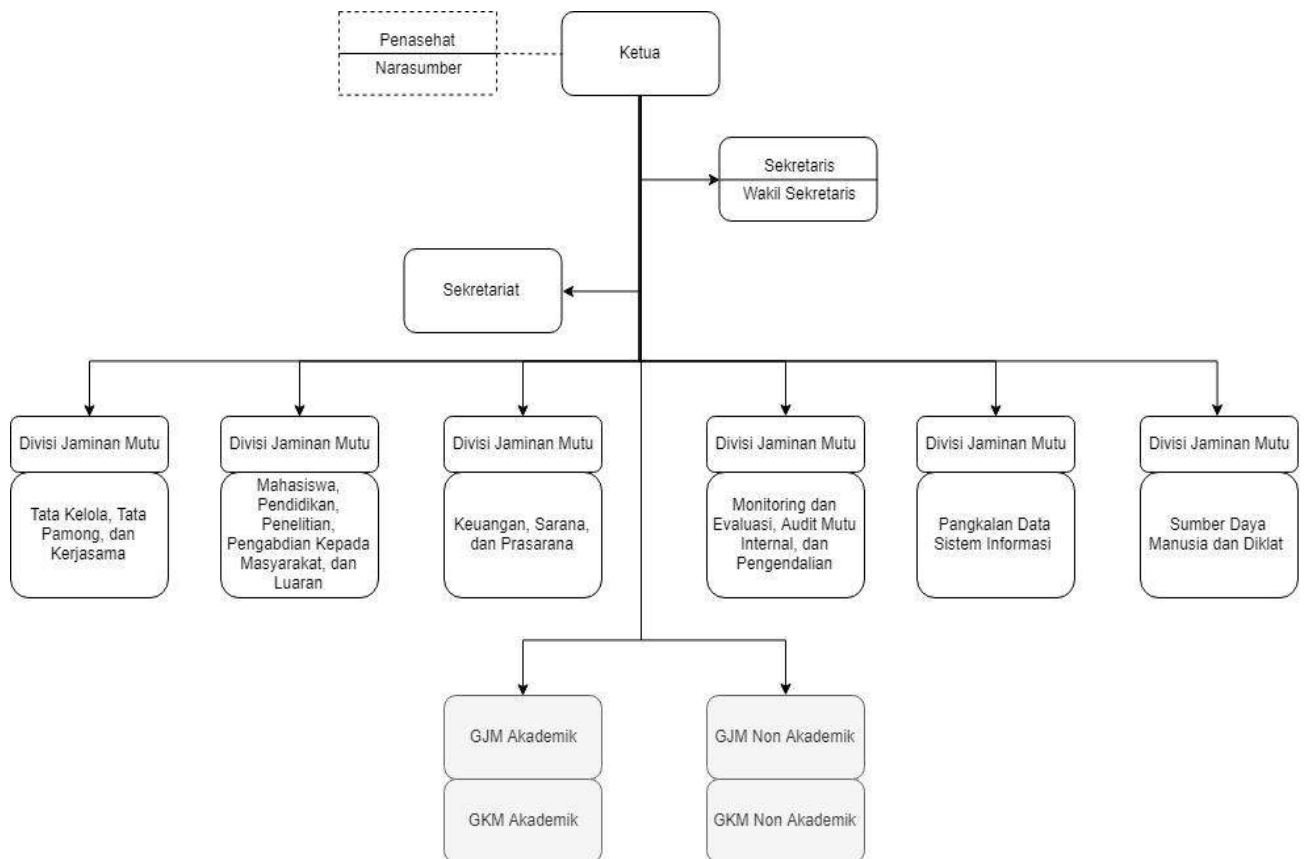 Penasehat
Narasumber
Ketua
Sekretaris
Wakil Sekretaris
Sekretariat
Divisi Jaminan Mutu
Tata Kelola, Tata
Pamong, dan
Kerjasama
Divisi Jaminan Mutu
Mahasiswa,
Pendidikan,
Penelitian,
Pengabdian Kepada
Masyarakat, dan
Luaran
Divisi Jaminan Mutu
Keuangan, Sarana,
dan Prasarana
Divisi Jaminan Mutu
Monitoring dan
Evaluasi, Audit Mutu
Internal, dan
Pengendalian
Divisi Jaminan Mutu
Pangkalan Data
Sistem Informasi
Divisi Jaminan Mutu
Sumber Daya
Manusia dan Diklat
GJM Akademik
GKM Akademik
GJM Non Akademik
GKM Non Akademik